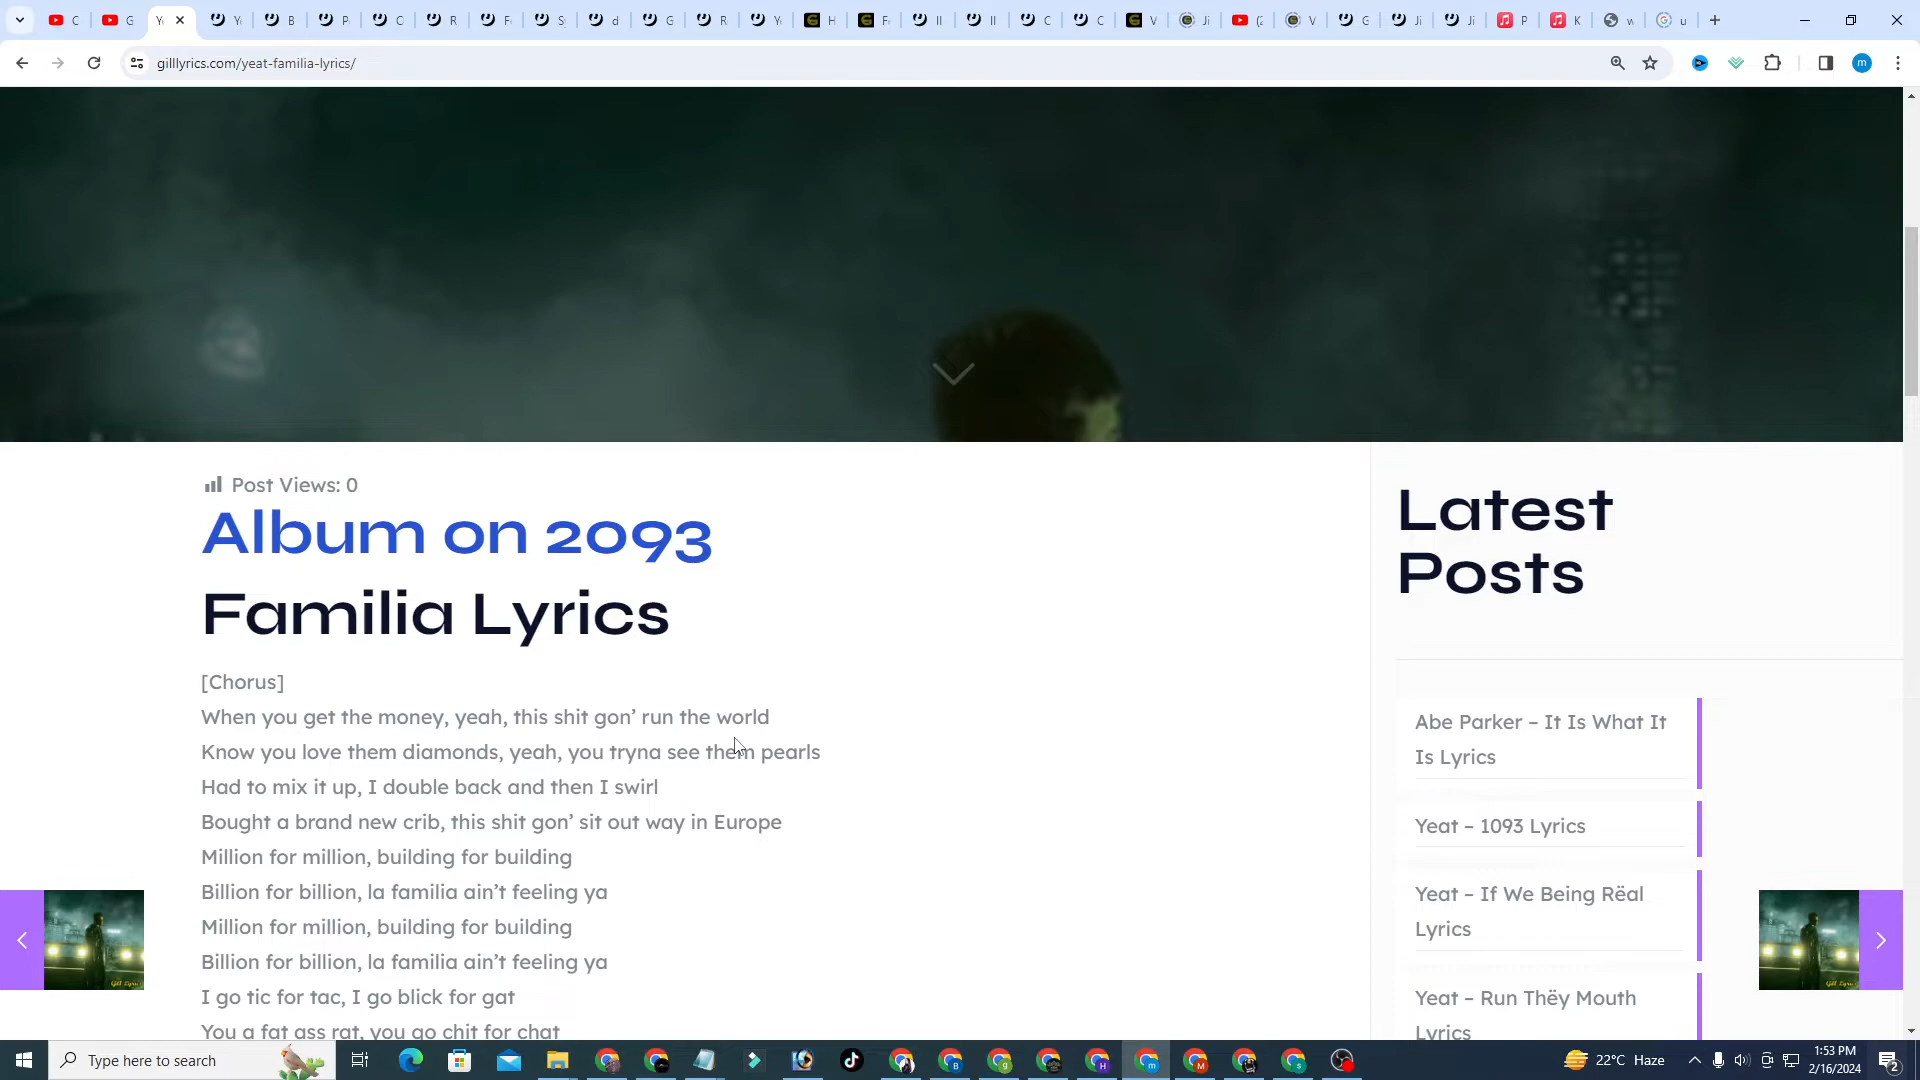 C
G
Y
Y
B
P
C
R
F
S
d
G
R
Y
H
F
II
II
C
C
V
Ji
(2
V
G
Ji
Ji
P
K
w
u
gilllyrics.com/yeat-familia-lyrics/
m
Post Views: 0
Album on 2093
Familia Lyrics
[Chorus]
When you get the money, yeah, this shit gon’ run the world
Know you love them diamonds, yeah, you tryna see them pearls
Had to mix it up, I double back and then I swirl
Bought a brand new crib, this shit gon’ sit out way in Europe
Million for million, building for building
Billion for billion, la familia ain’t feeling ya
Million for million, building for building
Billion for billion, la familia ain’t feeling ya
I go tic for tac, I go blick for gat
You a fat ass rat, you go chit for chat
Latest
Posts
Abe Parker – It Is What It
Is Lyrics
Yeat – 1093 Lyrics
Yeat – If We Being Rëal
Lyrics
Yeat – Run Thëy Mouth
Lyrics
Type here to search
22°C Haze
1:53 PM
2/16/2024
2